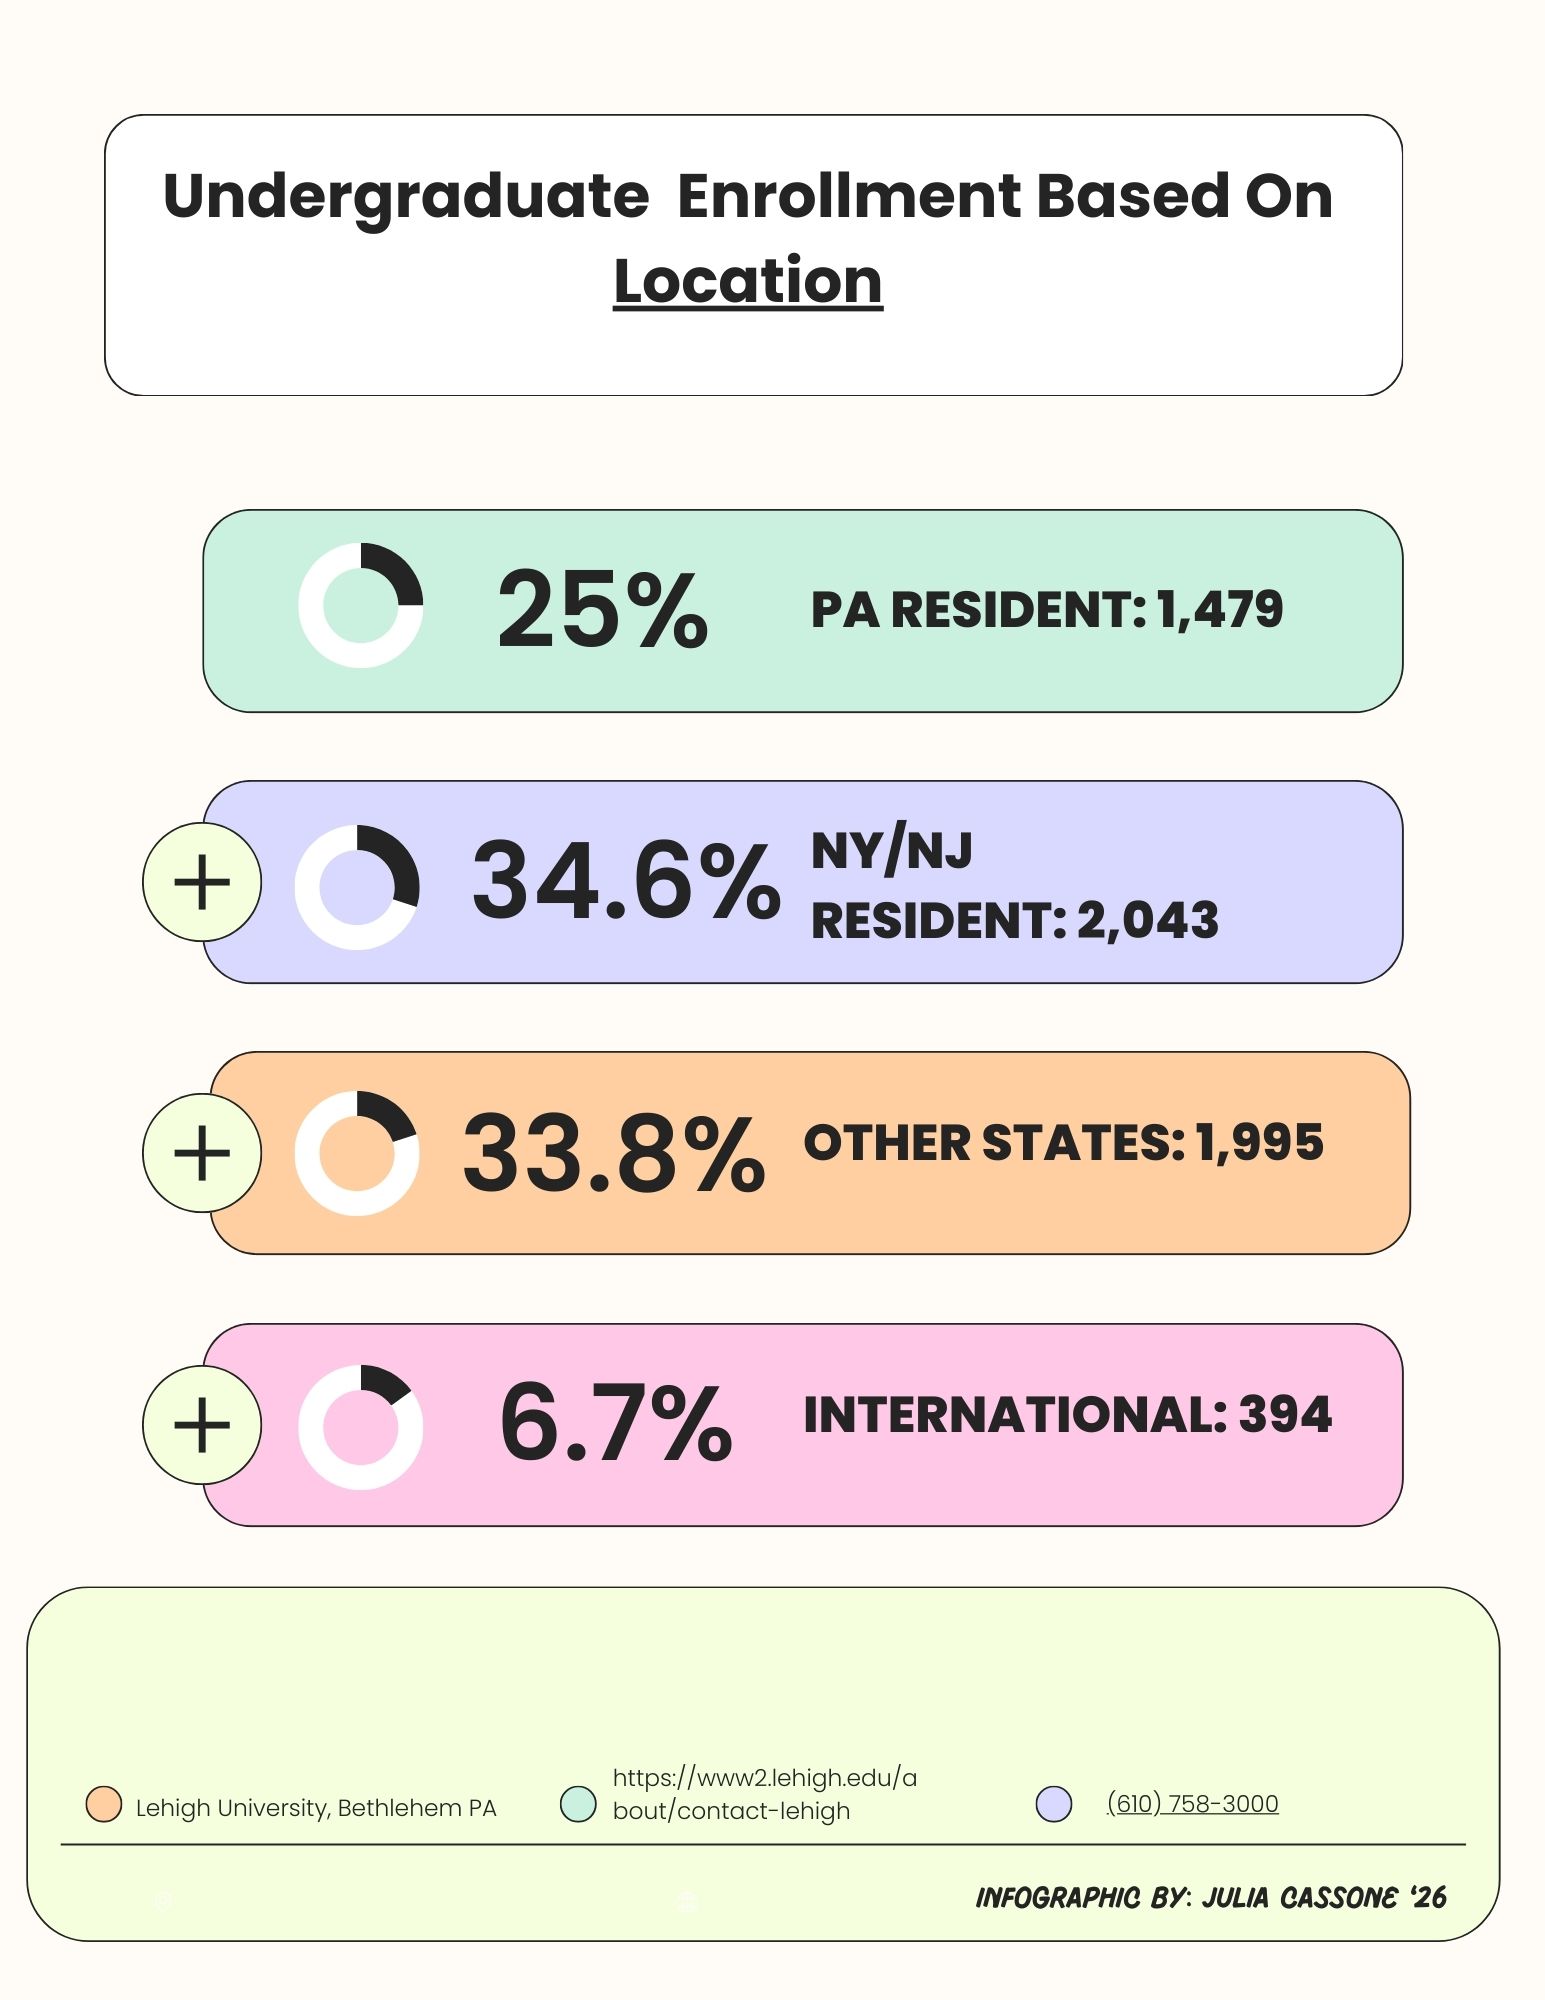 Undergraduate  Enrollment Based On
Location
25%
PA RESIDENT: 1,479
34.6%
NY/NJ
RESIDENT: 2,043
33.8%
OTHER STATES: 1,995
6.7%
INTERNATIONAL: 394
Lehigh University, Bethlehem PA
https://www2.lehigh.edu/a
bout/contact-lehigh
(610) 758-3000
INFOGRAPHIC BY: JULIA CASSONE ‘26